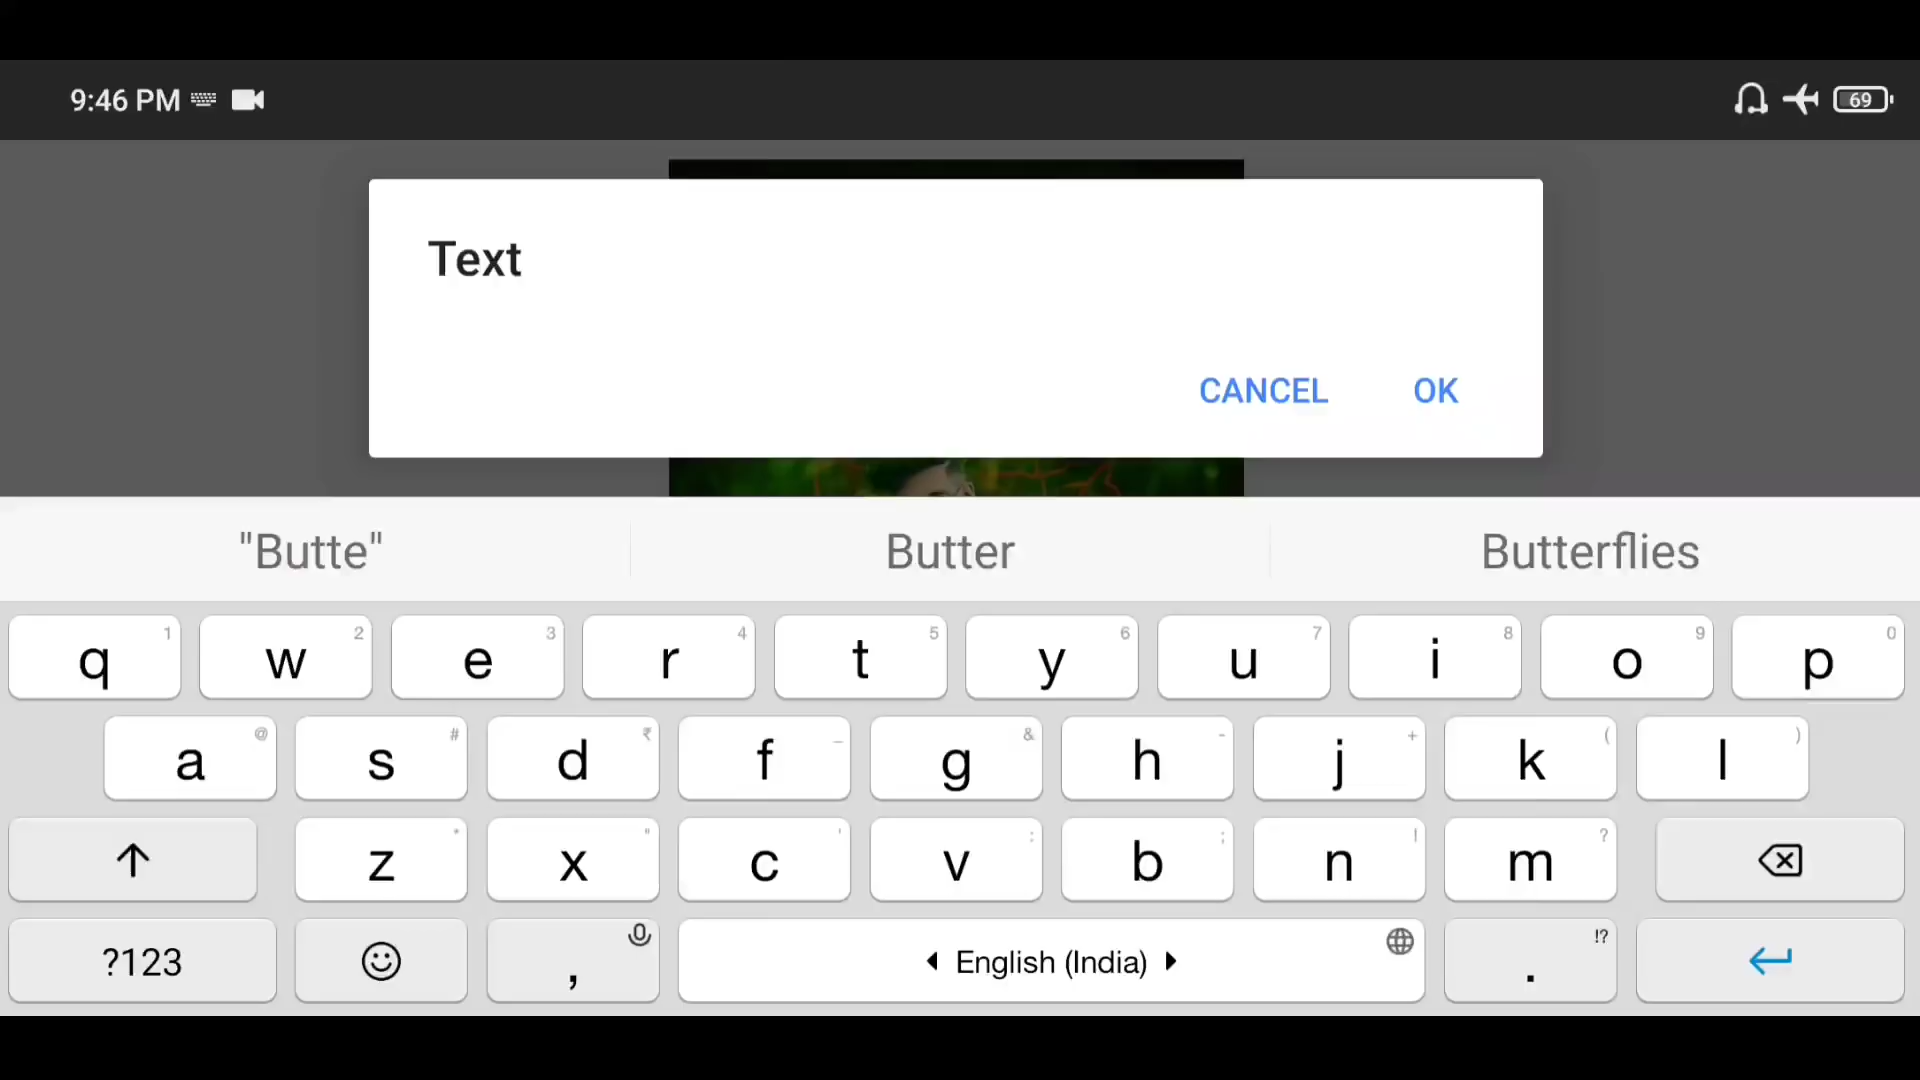 9:46 PM
69
Text
CANCEL OK
"Butte" Butter Butterflies
q 1 w 2 e 3 r 4 t 5 y 6 u 7 i 8 o 9 p 0
a @ s # d ₹ f _ g & h - j + k ( l )
z * x " c ' v : b ; n ! m ?
?123 , English (India) . !?